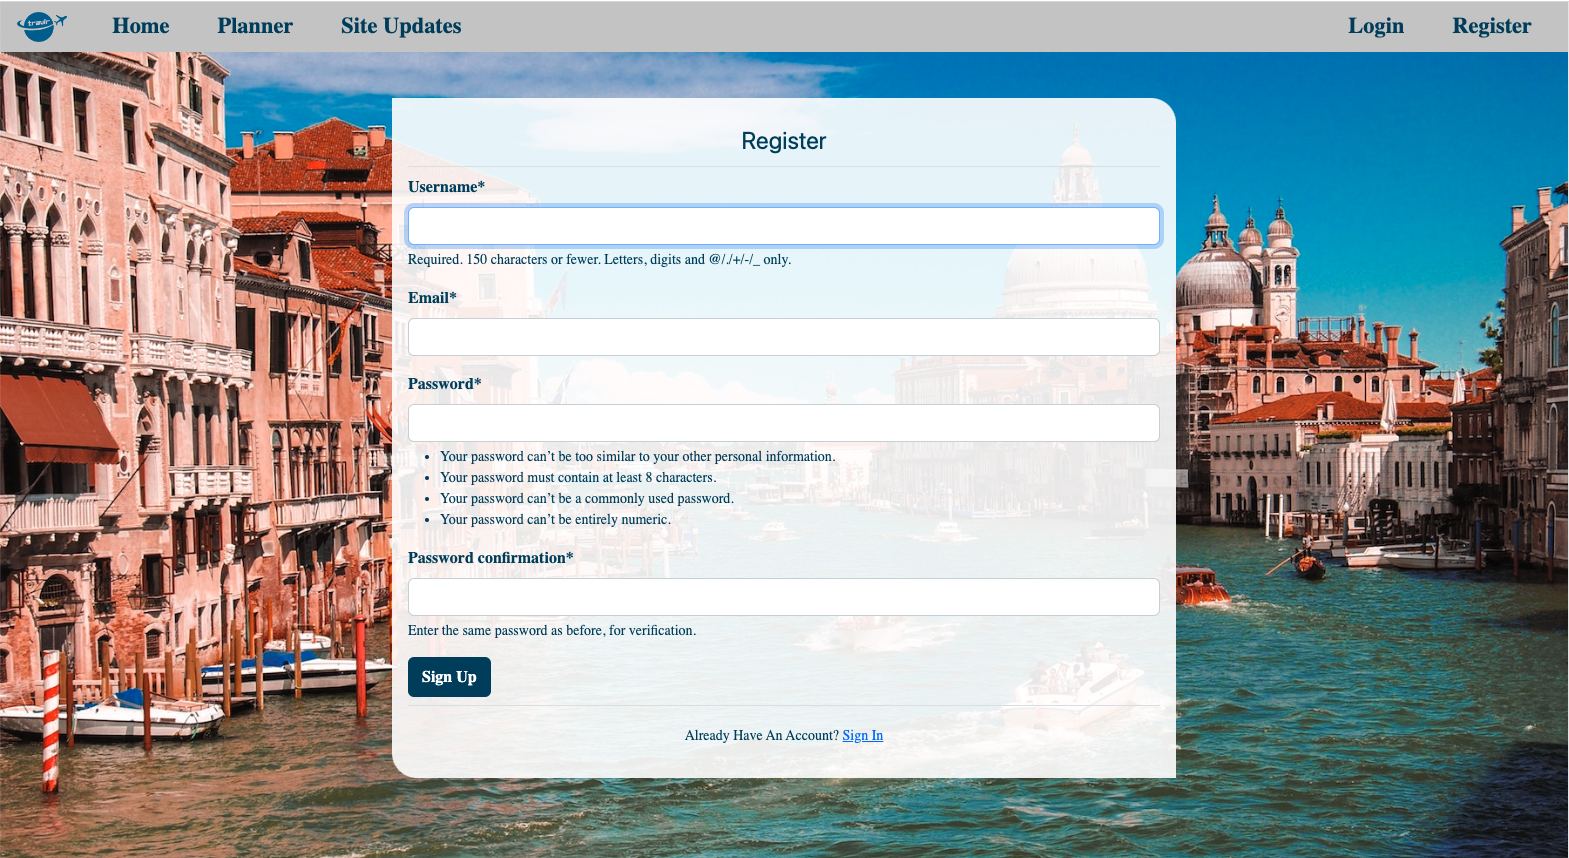 travlr
Home Planner Site Updates Login Register
Register
Username*
Required. 150 characters or fewer. Letters, digits and @/./+/-/_ only.
Email*
Password*
• Your password can’t be too similar to your other personal information.
• Your password must contain at least 8 characters.
• Your password can’t be a commonly used password.
• Your password can’t be entirely numeric.
Password confirmation*
Enter the same password as before, for verification.
Sign Up
Already Have An Account? Sign In